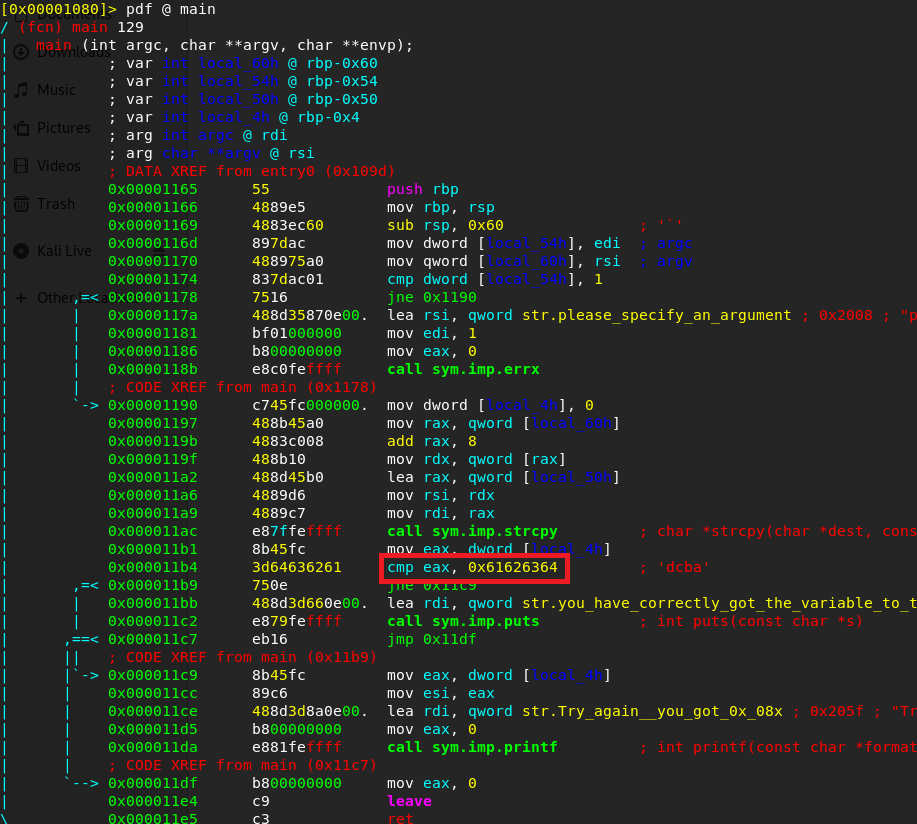 [0x00001080]> pdf @ main
/ (fcn) main 129
|   main (int argc, char **argv, char **envp);
|           ; var int local_60h @ rbp-0x60
|           ; var int local_54h @ rbp-0x54
|           ; var int local_50h @ rbp-0x50
|           ; var int local_4h @ rbp-0x4
|           ; arg int argc @ rdi
|           ; arg char **argv @ rsi
|           ; DATA XREF from entry0 (0x109d)
|           0x00001165      55             push rbp
|           0x00001166      4889e5         mov rbp, rsp
|           0x00001169      4883ec60       sub rsp, 0x60               ; '`'
|           0x0000116d      897dac         mov dword [local_54h], edi  ; argc
|           0x00001170      488975a0       mov qword [local_60h], rsi  ; argv
|           0x00001174      837dac01       cmp dword [local_54h], 1
|       ,=< 0x00001178      7516           jne 0x1190
|       |   0x0000117a      488d35870e00.  lea rsi, qword str.please_specify_an_argument ; 0x2008 ; "p
|       |   0x00001181      bf01000000     mov edi, 1
|       |   0x00001186      b800000000     mov eax, 0
|       |   0x0000118b      e8c0feffff     call sym.imp.errx
|       |   ; CODE XREF from main (0x1178)
|       `-> 0x00001190      c745fc000000.  mov dword [local_4h], 0
|           0x00001197      488b45a0       mov rax, qword [local_60h]
|           0x0000119b      4883c008       add rax, 8
|           0x0000119f      488b10         mov rdx, qword [rax]
|           0x000011a2      488d45b0       lea rax, qword [local_50h]
|           0x000011a6      4889d6         mov rsi, rdx
|           0x000011a9      4889c7         mov rdi, rax
|           0x000011ac      e87ffeffff     call sym.imp.strcpy         ; char *strcpy(char *dest, cons
|           0x000011b1      8b45fc         mov eax, dword [local_4h]
|           0x000011b4      3d64636261     cmp eax, 0x61626364         ; 'dcba'
|       ,=< 0x000011b9      750e           jne 0x11c9
|       |   0x000011bb      488d3d660e00.  lea rdi, qword str.you_have_correctly_got_the_variable_to_t
|       |   0x000011c2      e879feffff     call sym.imp.puts           ; int puts(const char *s)
|      ,==< 0x000011c7      eb16           jmp 0x11df
|      ||   ; CODE XREF from main (0x11b9)
|      |`-> 0x000011c9      8b45fc         mov eax, dword [local_4h]
|      |    0x000011cc      89c6           mov esi, eax
|      |    0x000011ce      488d3d8a0e00.  lea rdi, qword str.Try_again__you_got_0x_08x ; 0x205f ; "Tr
|      |    0x000011d5      b800000000     mov eax, 0
|      |    0x000011da      e881feffff     call sym.imp.printf         ; int printf(const char *format
|      |    ; CODE XREF from main (0x11c7)
|      `--> 0x000011df      b800000000     mov eax, 0
|           0x000011e4      c9             leave
\           0x000011e5      c3             ret
Documents
Downloads
Music
Pictures
Videos
Trash
Kali Live
+ Other Loca